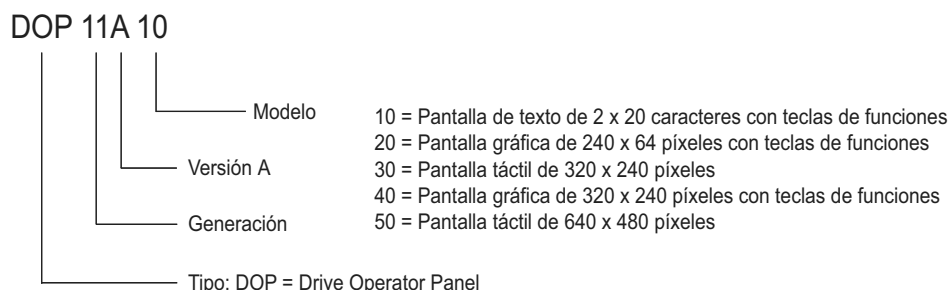 DOP 11A 10
Modelo
10 = Pantalla de texto de 2 x 20 caracteres con teclas de funciones
20 = Pantalla gráfica de 240 x 64 píxeles con teclas de funciones
30 = Pantalla táctil de 320 x 240 píxeles
40 = Pantalla gráfica de 320 x 240 píxeles con teclas de funciones
50 = Pantalla táctil de 640 x 480 píxeles
Versión A
Generación
Tipo: DOP = Drive Operator Panel